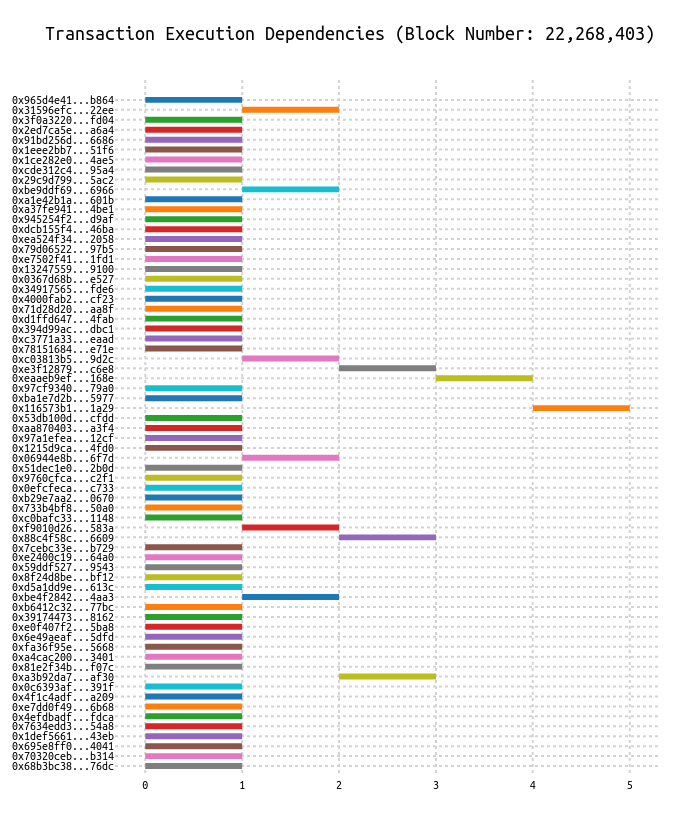 Transaction Execution Dependencies (Block Number: 22,268,403)
0x965d4e41...b864
0x31596efc...22ee
0x3f0a3220...fd04
0x2ed7ca5e...a6a4
0x91bd256d...6686
0x1eee2bb7...51f6
0x1ce282e0...4ae5
0xcde312c4...95a4
0x29c9d799...5ac2
0xbe9ddf69...6966
0xa1e42b1a...601b
0xa37fe941...4be1
0x945254f2...d9af
0xdcb155f4...46ba
0xea524f34...2058
0x79d06522...97b5
0xe7502f41...1fd1
0x13247559...9100
0x0367d68b...e527
0x34917565...fde6
0x4000fab2...cf23
0x71d28d20...aa8f
0xd1ffd647...4fab
0x394d99ac...dbc1
0xc3771a33...eaad
0x78151684...e71e
0xc03813b5...9d2c
0xe3f12879...c6e8
0xeaaeb9ef...168e
0x97cf9340...79a0
0xba1e7d2b...5977
0x116573b1...1a29
0x53db100d...cfdd
0xaa870403...a3f4
0x97a1efea...12cf
0x1215d9ca...4fd0
0x06944e8b...6f7d
0x51dec1e0...2b0d
0x9760cfca...c2f1
0x0efcfeca...c733
0xb29e7aa2...0670
0x733b4bf8...50a0
0xc0bafc33...1148
0xf9010d26...583a
0x88c4f58c...6609
0x7cebc33e...b729
0xe2400c19...64a0
0x59ddf527...9543
0x8f24d8be...bf12
0xd5a1dd9e...613c
0xbe4f2842...4aa3
0xb6412c32...77bc
0x39174473...8162
0xe0f407f2...5ba8
0x6e49aeaf...5dfd
0xfa36f95e...5668
0xa4cac200...3401
0x81e2f34b...f07c
0xa3b92da7...af30
0x0c6393af...391f
0x4f1c4adf...a209
0xe7dd0f49...6b68
0x4efdbadf...fdca
0x7634edd3...54a8
0x1def5661...43eb
0x695e8ff0...4041
0x70320ceb...b314
0x68b3bc38...76dc
0 1 2 3 4 5